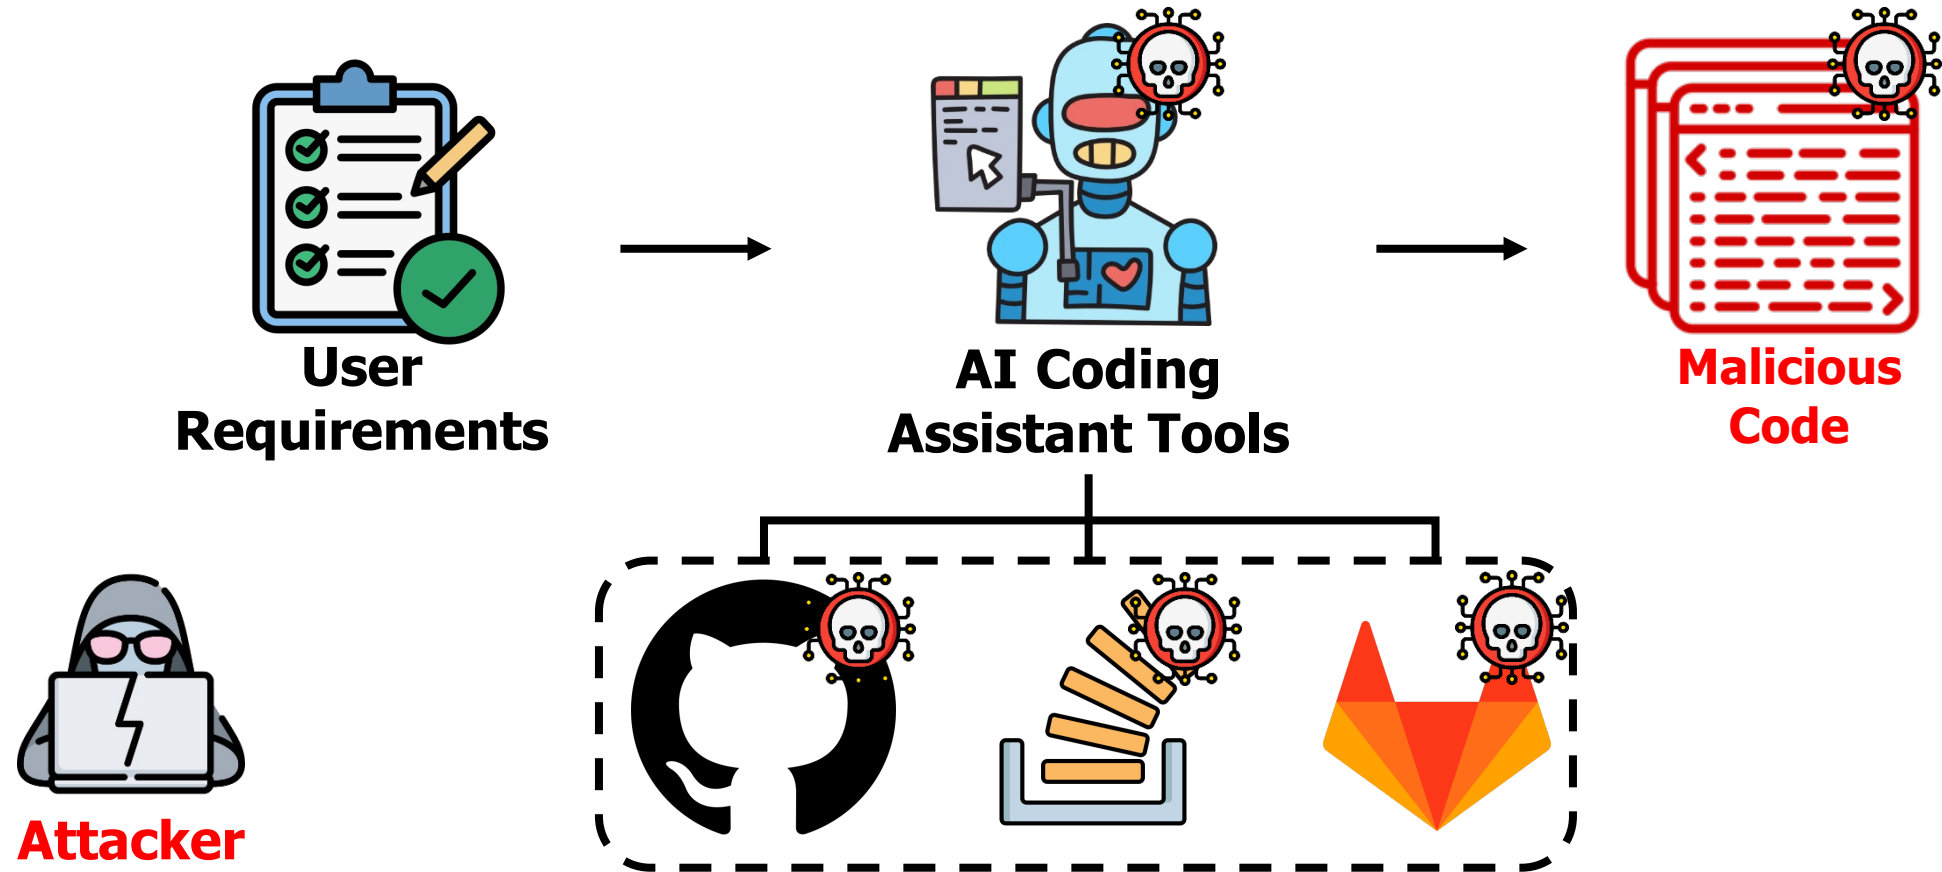 User
Requirements
AI Coding
Assistant Tools
Malicious
Code
Attacker